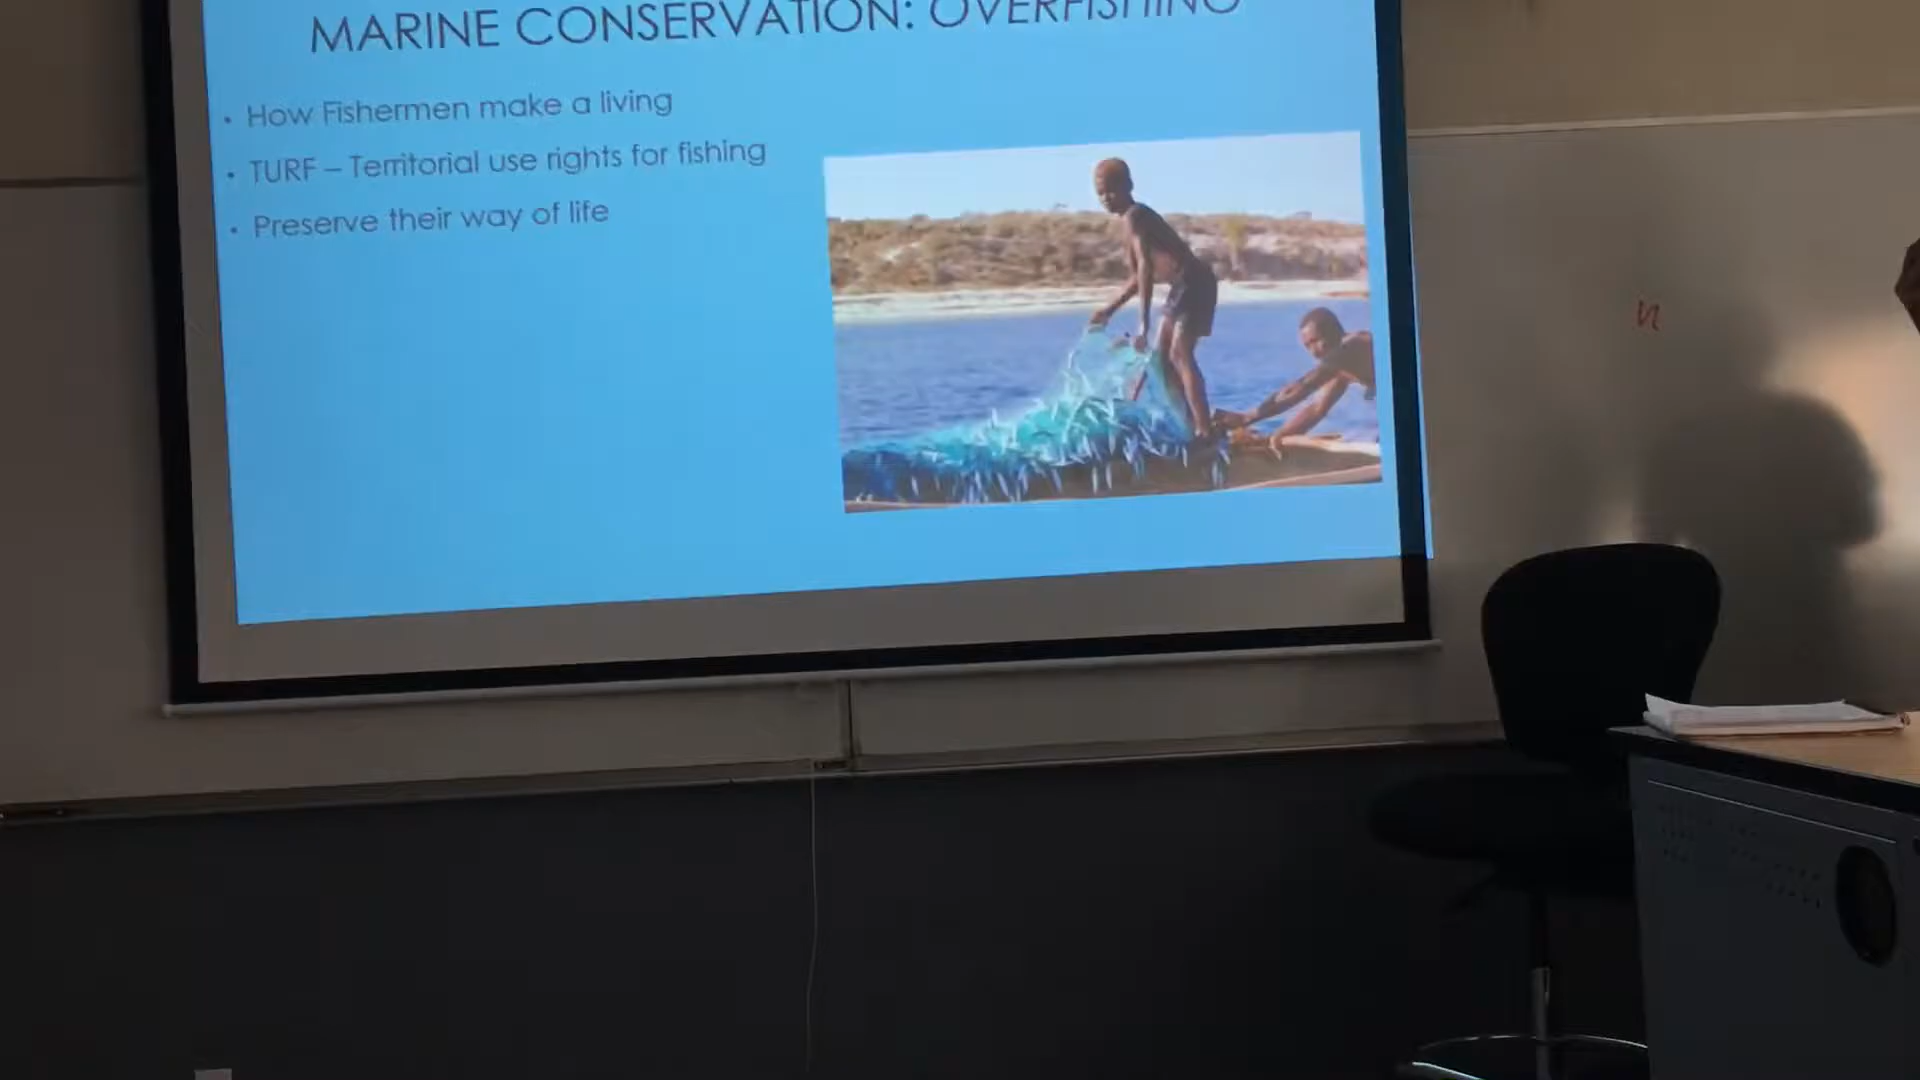 MARINE CONSERVATION: OVERFISHING
• How Fishermen make a living
• TURF – Territorial use rights for fishing
• Preserve their way of life
n